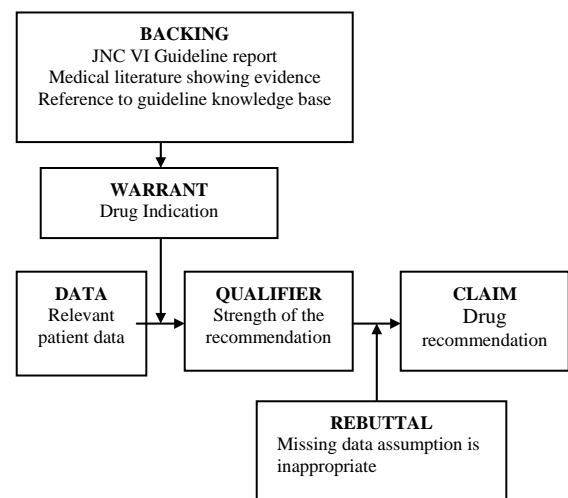 BACKING
JNC VI Guideline report
Medical literature showing evidence
Reference to guideline knowledge base
WARRANT
Drug Indication
DATA
Relevant
patient data
QUALIFIER
Strength of the
recommendation
CLAIM
Drug
recommendation
REBUTTAL
Missing data assumption is
inappropriate